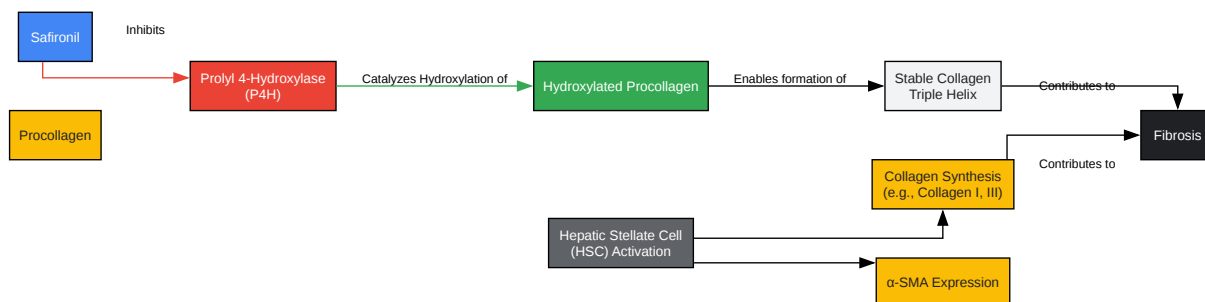 Safironil
Inhibits
Prolyl 4-Hydroxylase
(P4H)
Catalyzes Hydroxylation of
Hydroxylated Procollagen
Enables formation of
Stable Collagen
Triple Helix
Contributes to
Procollagen
Fibrosis
Contributes to
Collagen Synthesis
(e.g., Collagen I, III)
Hepatic Stellate Cell
(HSC) Activation
α-SMA Expression